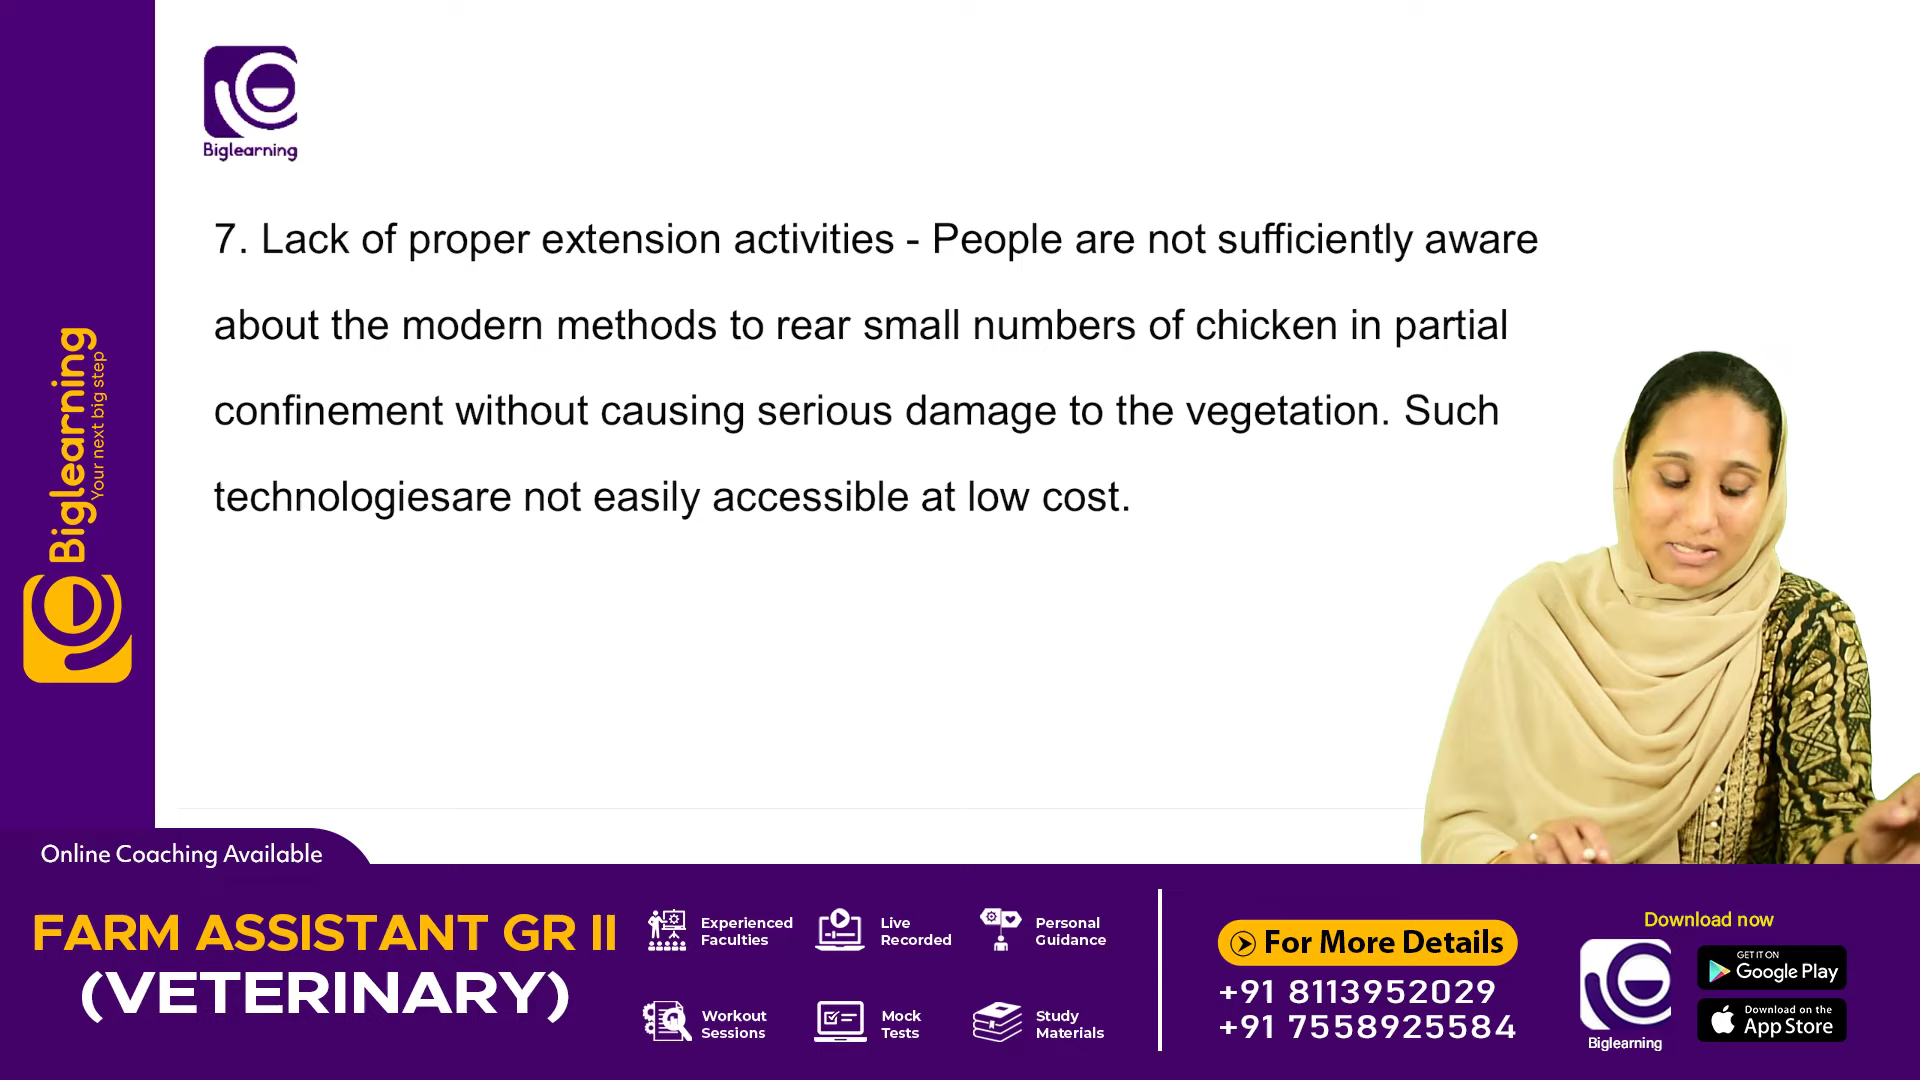 Biglearning
7. Lack of proper extension activities - People are not sufficiently aware
about the modern methods to rear small numbers of chicken in partial
confinement without causing serious damage to the vegetation. Such
technologiesare not easily accessible at low cost.
Biglearning
Your next big step
Online Coaching Available
FARM ASSISTANT GR II
(VETERINARY)
Experienced
Faculties
Live
Recorded
Personal
Guidance
Workout
Sessions
Mock
Tests
Study
Materials
For More Details
+91 8113952029
+91 7558925584
Download now
Biglearning
GET IT ON
Google Play
Download on the
App Store